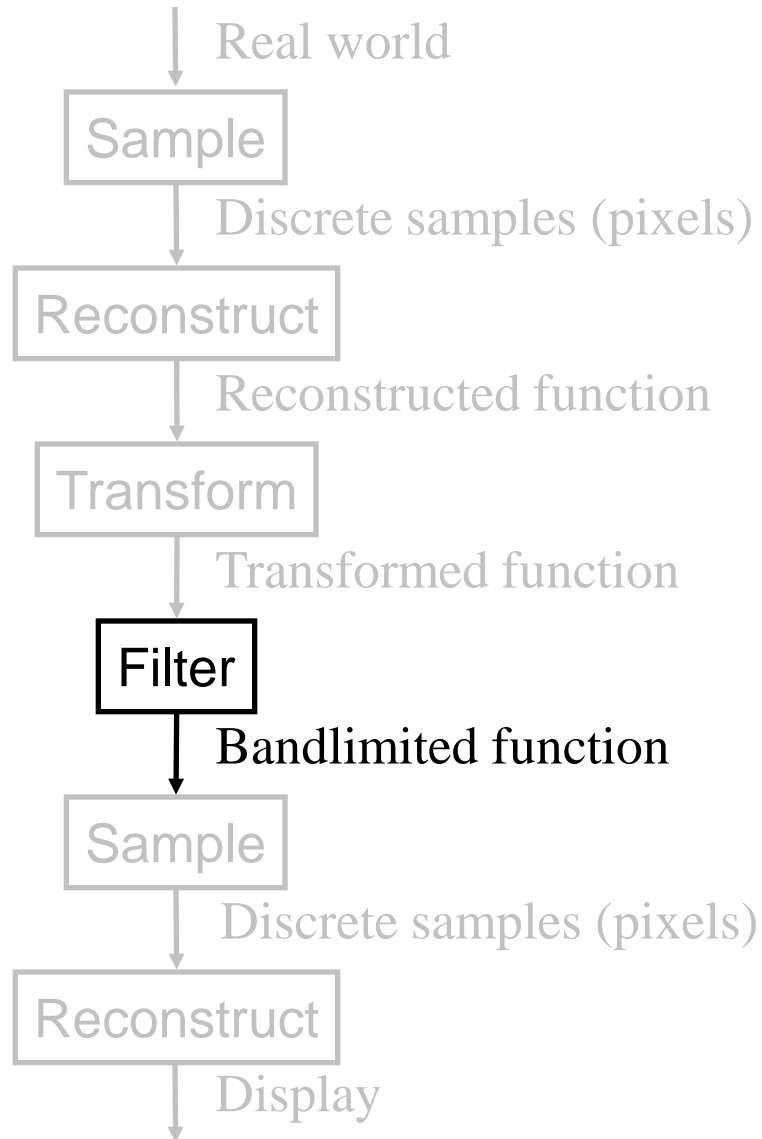 Real world
Sample
Discrete samples (pixels)
Reconstruct
Reconstructed function
Transform
Transformed function
Filter
Bandlimited function
Sample
Discrete samples (pixels)
Reconstruct
Display